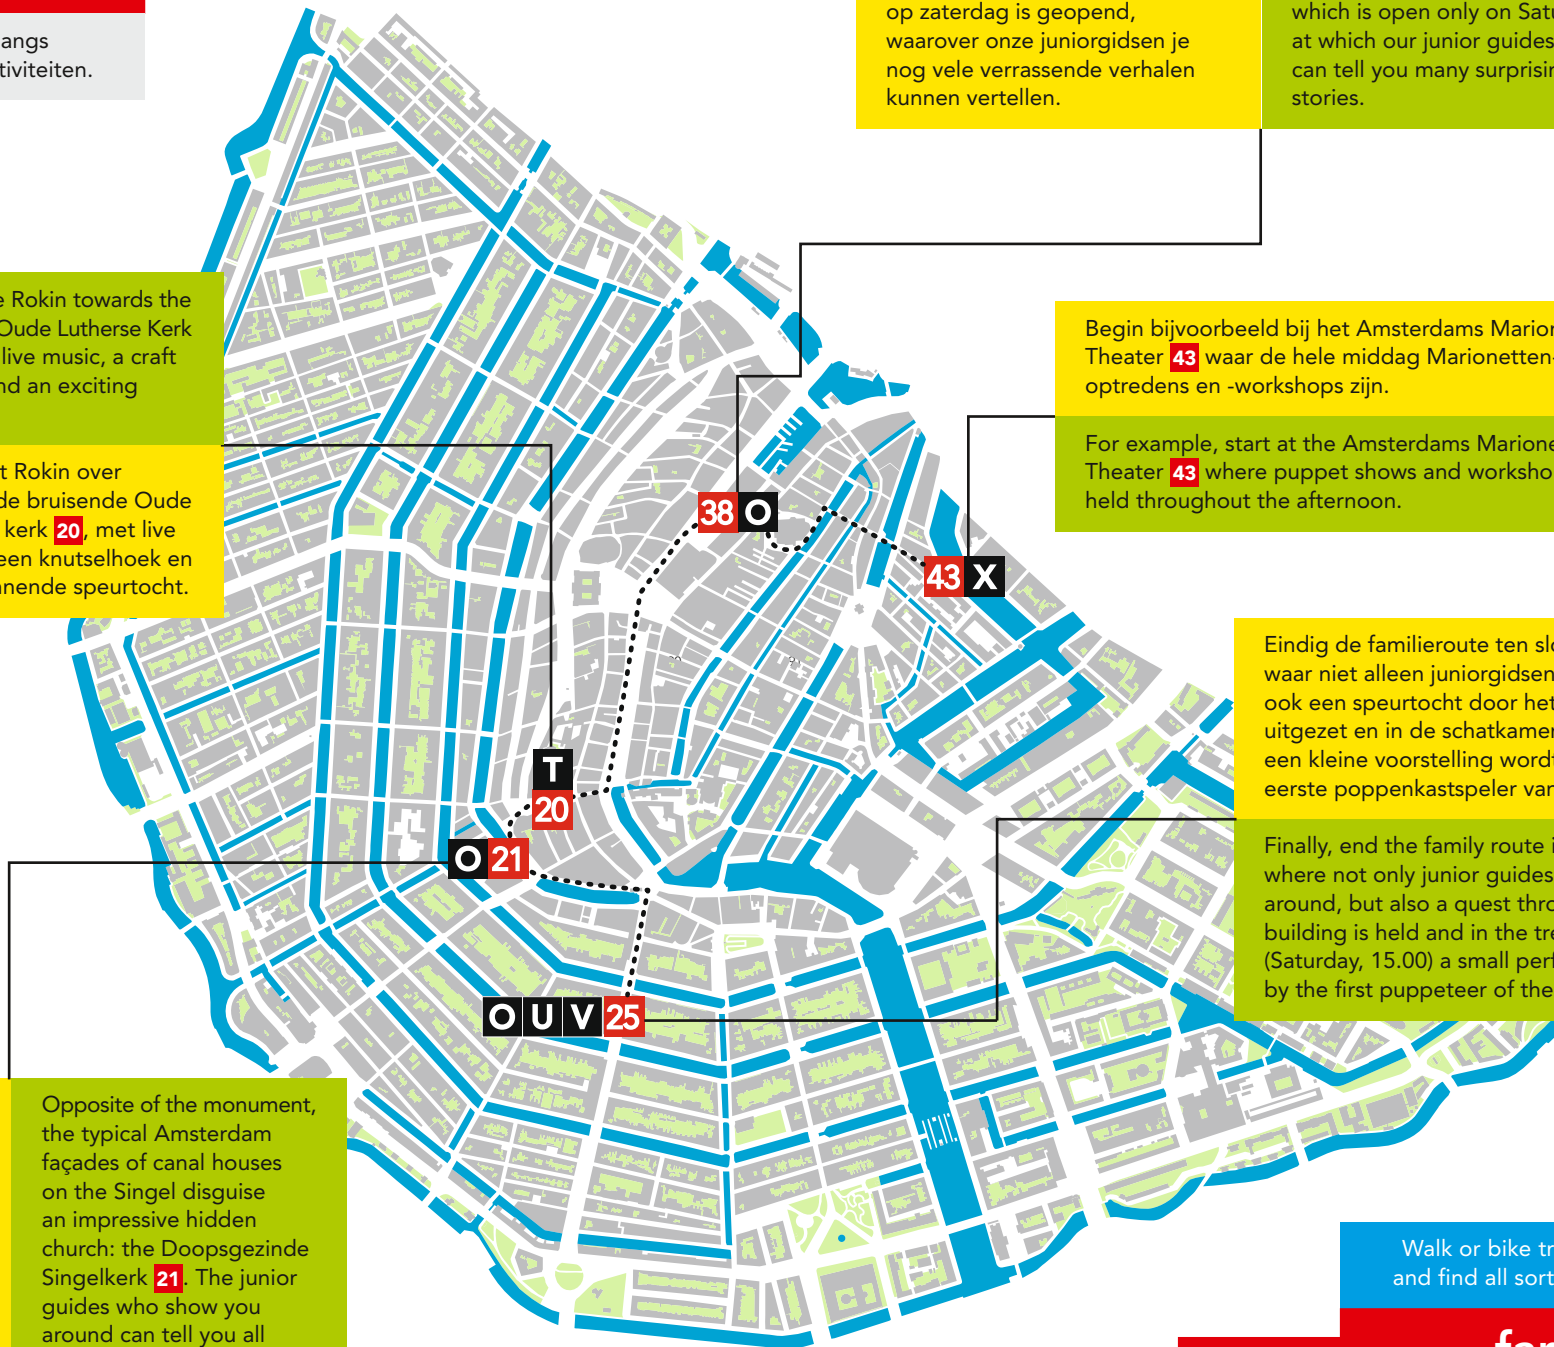 angs
tiviteiten.
op zaterdag is geopend,
waarover onze juniorgidsen je
nog vele verrassende verhalen
kunnen vertellen.
which is open only on Satu
at which our junior guides
can tell you many surprisin
stories.
e Rokin towards the
Oude Lutherse Kerk
live music, a craft
nd an exciting
t Rokin over
de bruisende Oude
kerk 20, met live
een knutselhoek en
nnende speurtocht.
Begin bijvoorbeeld bij het Amsterdams Marion
Theater 43 waar de hele middag Marionetten-
optredens en -workshops zijn.
For example, start at the Amsterdams Marione
Theater 43 where puppet shows and worksho
held throughout the afternoon.
38 O
43 X
T
20
O 21
O U V 25
Eindig de familieroute ten slo
waar niet alleen juniorgidsen
ook een speurtocht door het
uitgezet en in de schatkamer
een kleine voorstelling wordt
eerste poppenkastspeler van
Finally, end the family route i
where not only junior guides
around, but also a quest thro
building is held and in the tre
(Saturday, 15.00) a small perf
by the first puppeteer of the
Opposite of the monument,
the typical Amsterdam
façades of canal houses
on the Singel disguise
an impressive hidden
church: the Doopsgezinde
Singelkerk 21. The junior
guides who show you
around can tell you all
Walk or bike tr
and find all sort